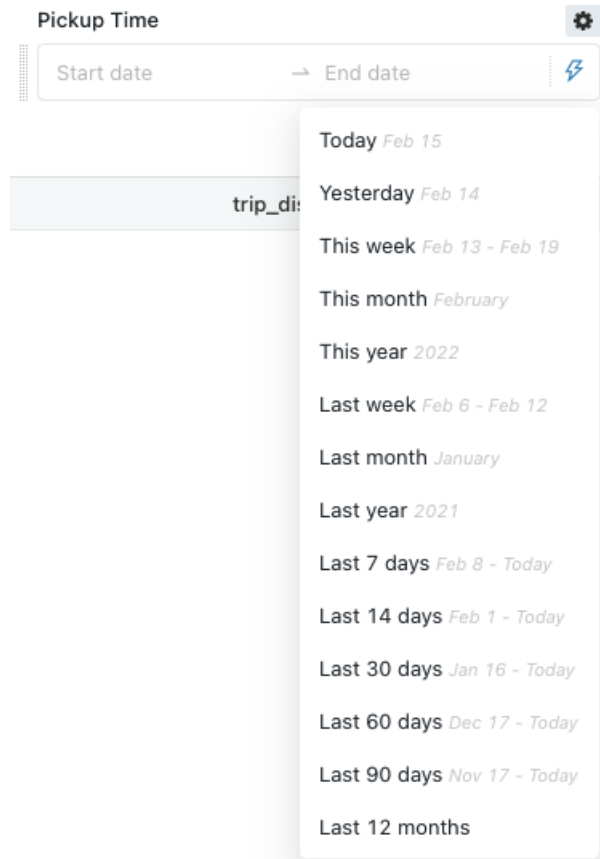 Pickup Time
Start date → End date
Today Feb 15
Yesterday Feb 14
trip_dis
This week Feb 13 - Feb 19
This month February
This year 2022
Last week Feb 6 - Feb 12
Last month January
Last year 2021
Last 7 days Feb 8 - Today
Last 14 days Feb 1 - Today
Last 30 days Jan 16 - Today
Last 60 days Dec 17 - Today
Last 90 days Nov 17 - Today
Last 12 months